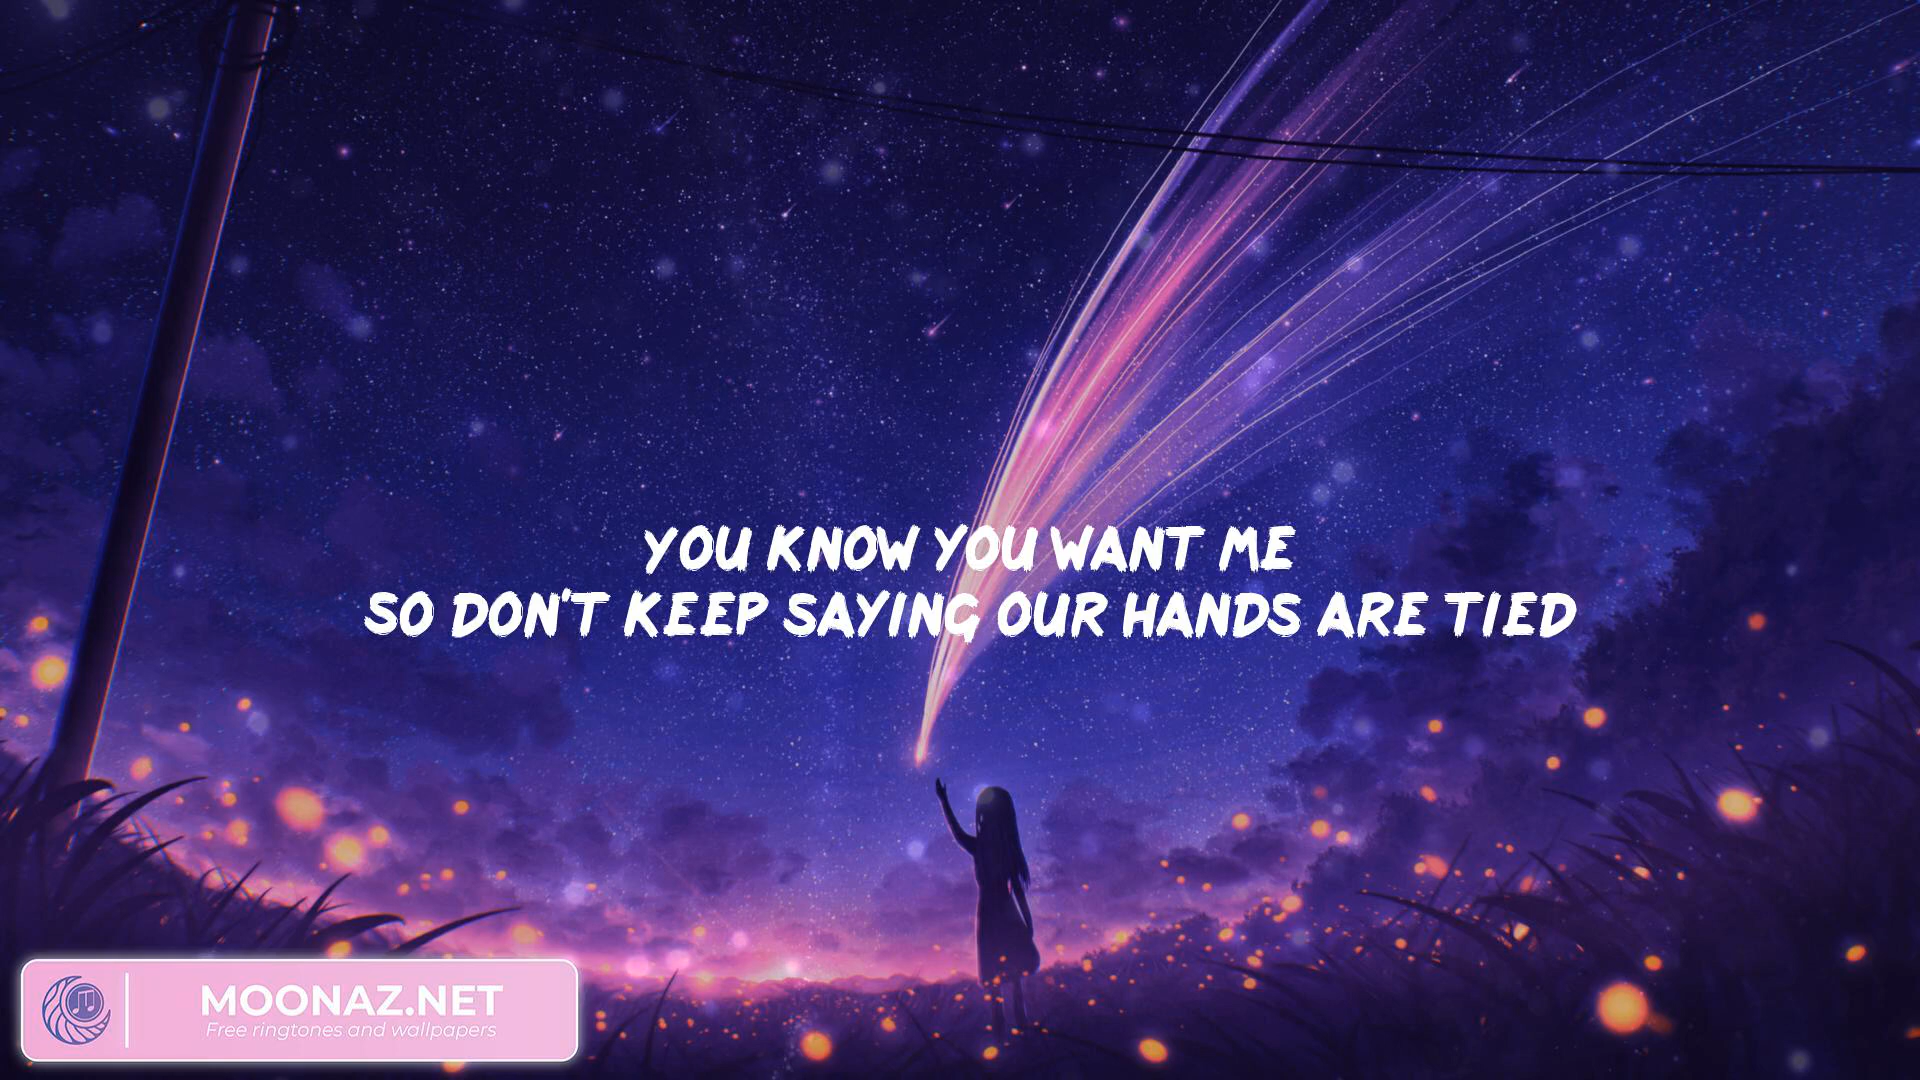 YOU KNOW YOU WANT ME
SO DON'T KEEP SAYING OUR HANDS ARE TIED
MOONAZ.NET
Free ringtones and wallpapers